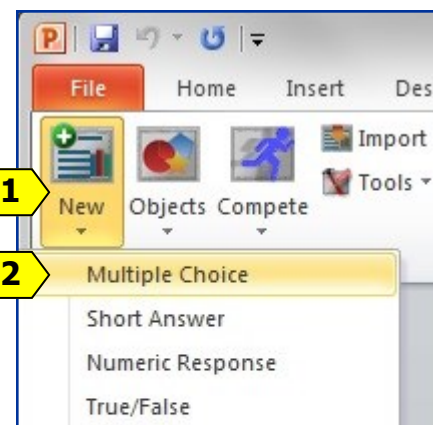 File Home Insert Des
Import
Tools
1
New Objects Compete
2
Multiple Choice
Short Answer
Numeric Response
True/False